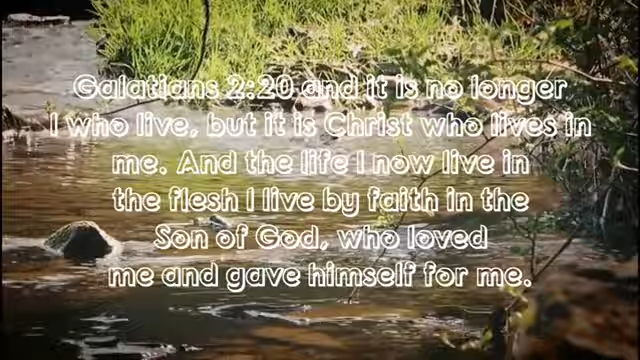 Galatians 2:20 and it is no longer
I who live, but it is Christ who lives in
me. And the life I now live in
the flesh I live by faith in the
Son of God, who loved
me and gave himself for me.